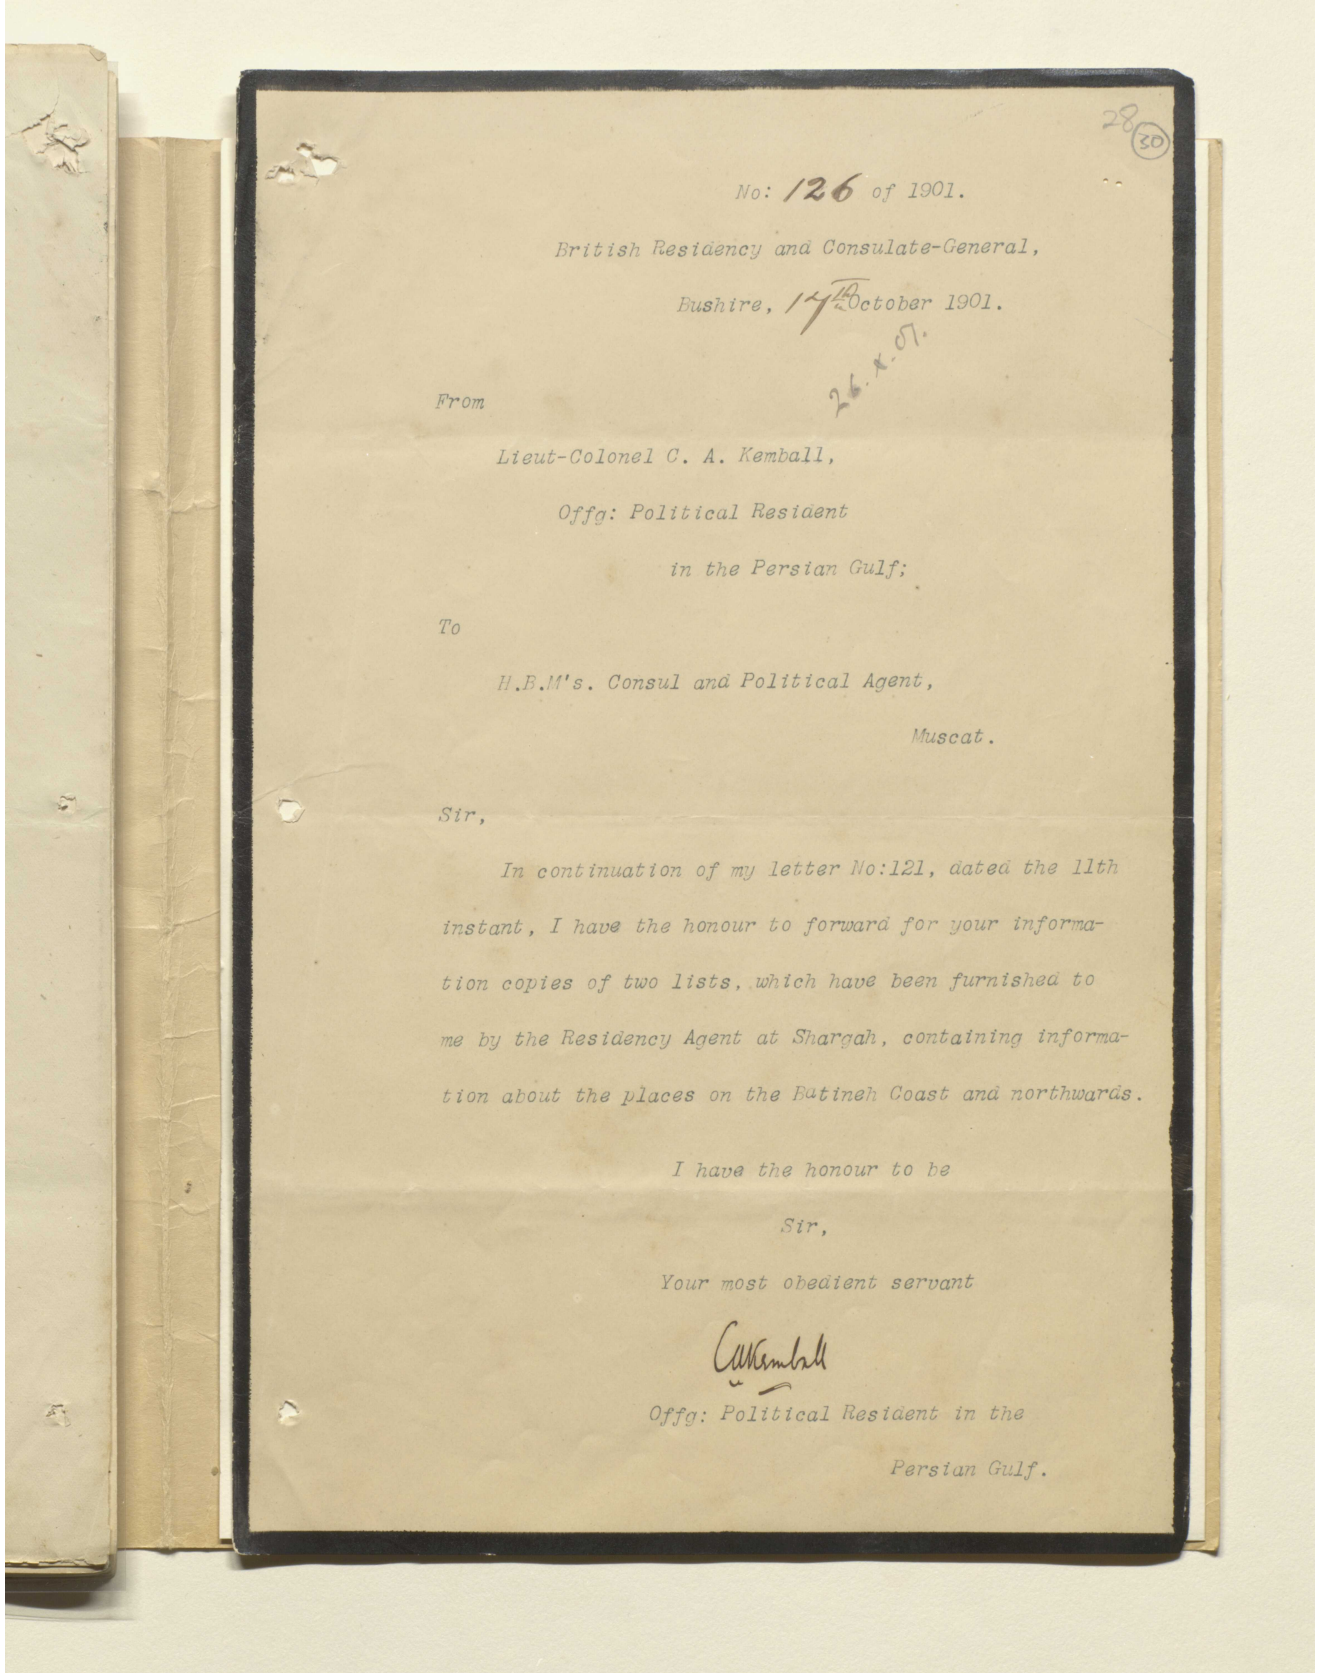 28
30
No: 126 of 1901.
British Residency and Consulate-General,
Bushire, 17th October 1901.
26.X.01.
From
Lieut-Colonel C. A. Kemball,
Offg: Political Resident
in the Persian Gulf;
To
H.B.M's. Consul and Political Agent,
Muscat.
Sir,
In continuation of my letter No:121, dated the 11th
instant, I have the honour to forward for your informa-
tion copies of two lists, which have been furnished to
me by the Residency Agent at Shargah, containing informa-
tion about the places on the Batineh Coast and northwards.
I have the honour to be
Sir,
Your most obedient servant
CAKemball
Offg: Political Resident in the
Persian Gulf.